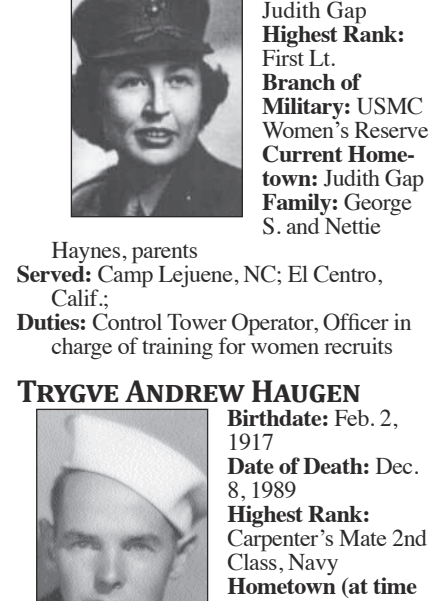 Judith Gap
Highest Rank:
First Lt.
Branch of
Military: USMC
Women's Reserve
Current Home-
town: Judith Gap
Family: George
S. and Nettie
Haynes, parents
Served: Camp Lejuene, NC; El Centro,
Calif.;
Duties: Control Tower Operator, Officer in
charge of training for women recruits
TRYGVE ANDREW HAUGEN
Birthdate: Feb. 2,
1917
Date of Death: Dec.
8, 1989
Highest Rank:
Carpenter's Mate 2nd
Class, Navy
Hometown (at time